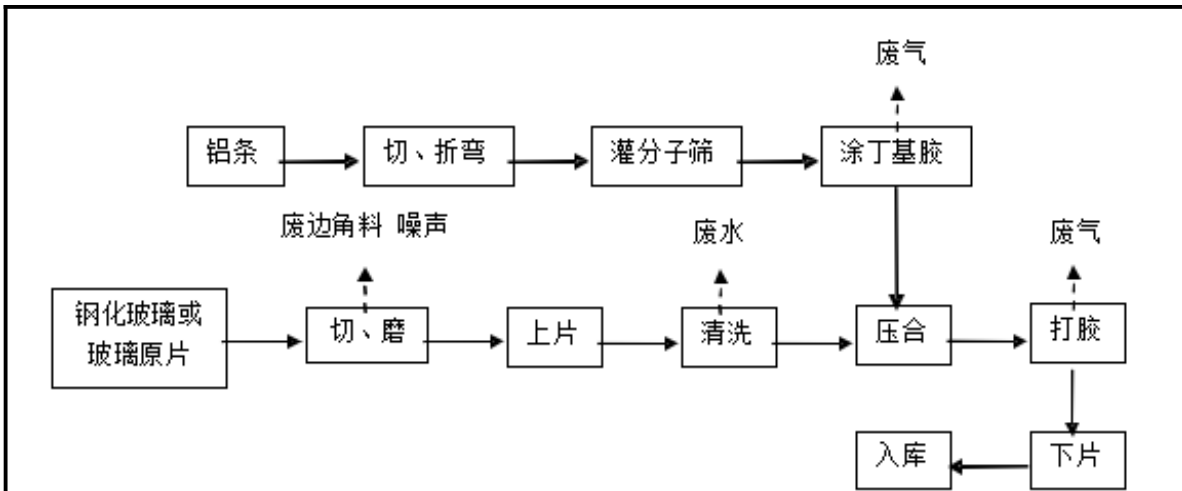 废气
铝条
切、折弯
灌分子筛
涂丁基胶
废边角料 噪声
废水
废气
钢化玻璃或
玻璃原片
切、磨
上片
清洗
压合
打胶
入库
下片